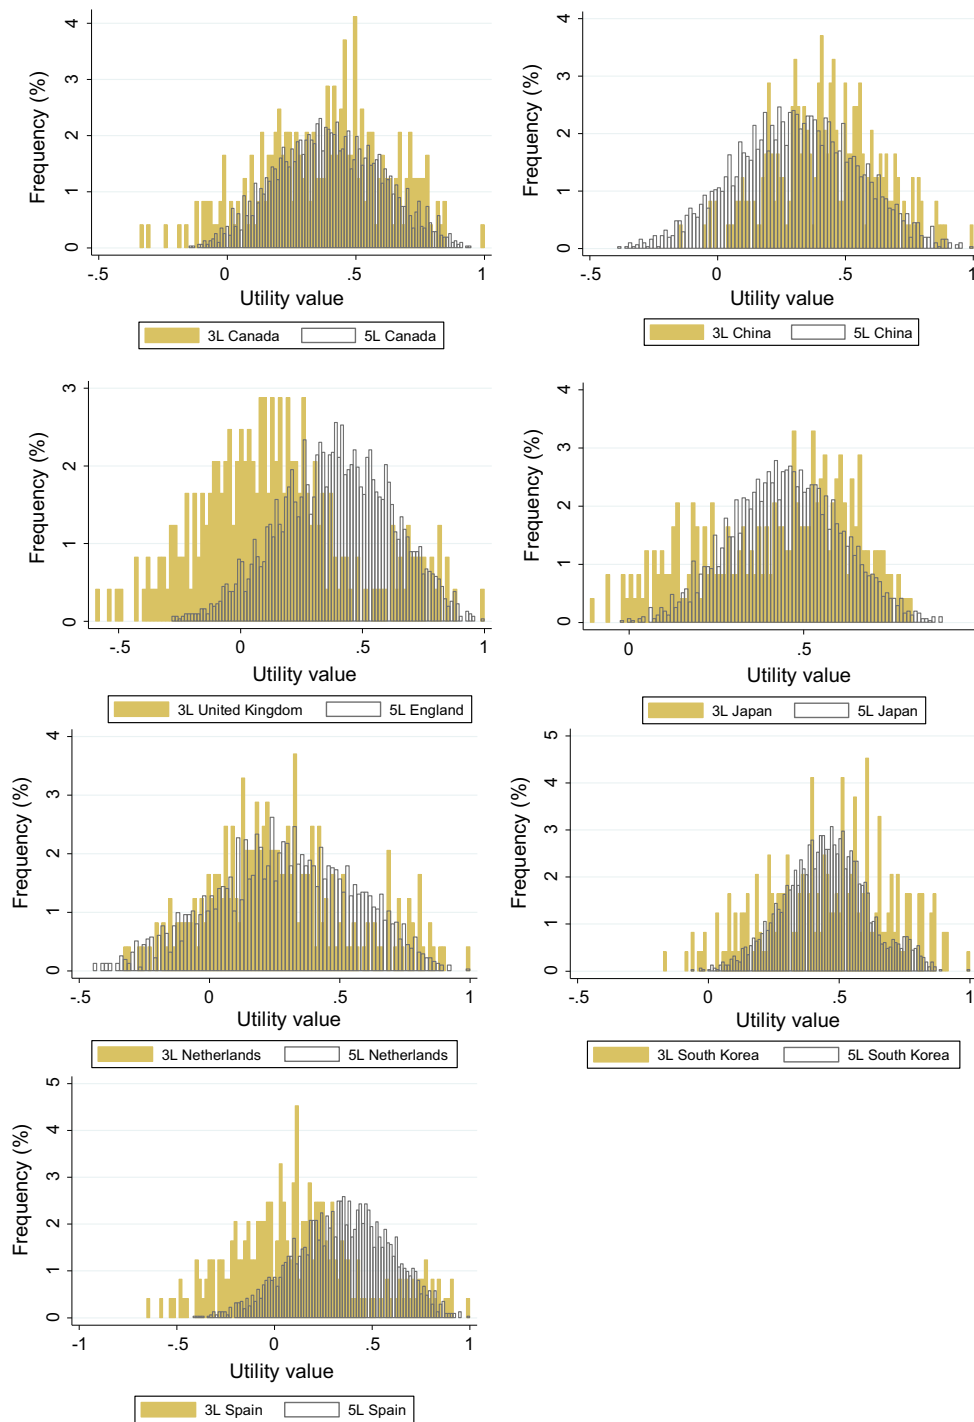 Frequency (%)
4
3
2
1
0
-.5 0 .5 1
Utility value
3L Canada 5L Canada
Frequency (%)
4
3
2
1
0
-.5 0 .5 1
Utility value
3L China 5L China
Frequency (%)
3
2
1
0
-.5 0 .5 1
Utility value
3L United Kingdom 5L England
Frequency (%)
4
3
2
1
0
0 .5
Utility value
3L Japan 5L Japan
Frequency (%)
4
3
2
1
0
-.5 0 .5 1
Utility value
3L Netherlands 5L Netherlands
Frequency (%)
5
4
3
2
1
0
-.5 0 .5 1
Utility value
3L South Korea 5L South Korea
Frequency (%)
5
4
3
2
1
0
-1 -.5 0 .5 1
Utility value
3L Spain 5L Spain